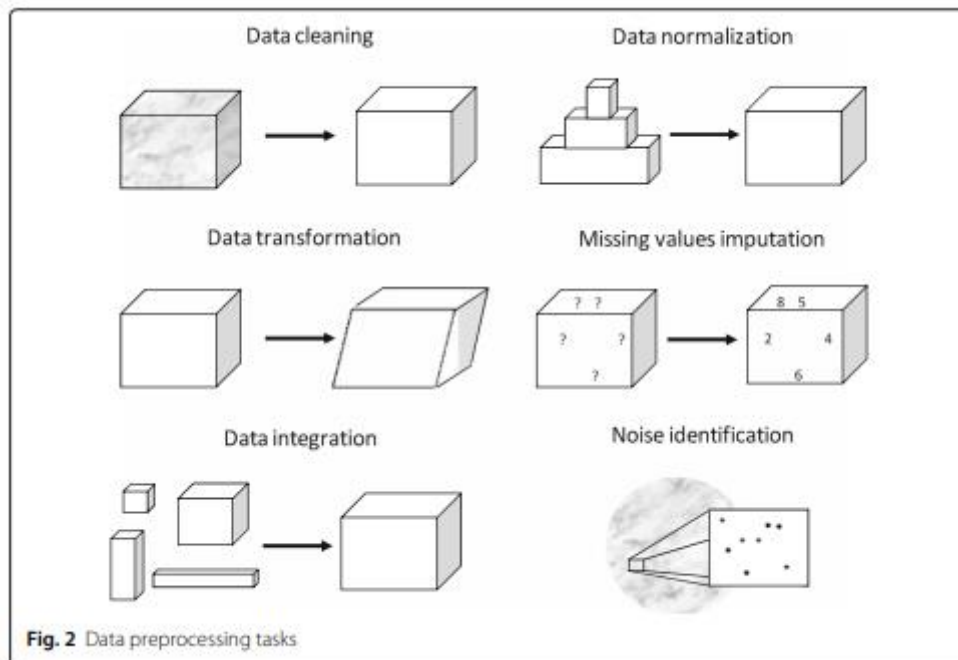 Data cleaning
Data normalization
Data transformation
Missing values imputation
? ?
? ?
?
8 5
2 4
6
Data integration
Noise identification
Fig. 2 Data preprocessing tasks